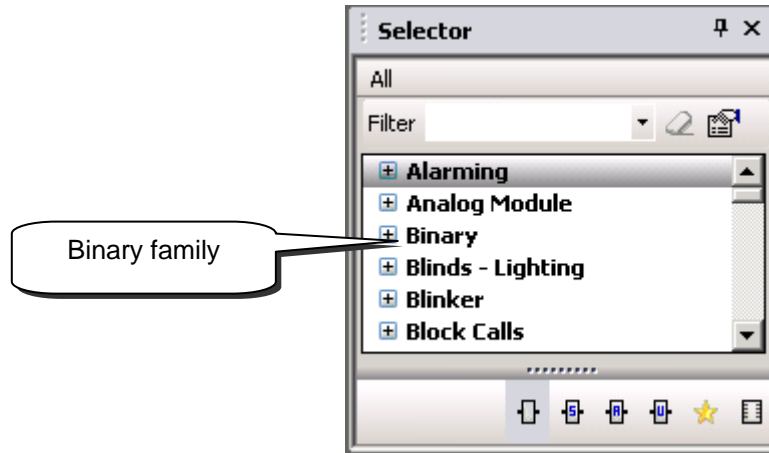 Selector
All
Filter
Alarming
Analog Module
Binary family
Binary
Blinds - Lighting
Blinker
Block Calls
S A U